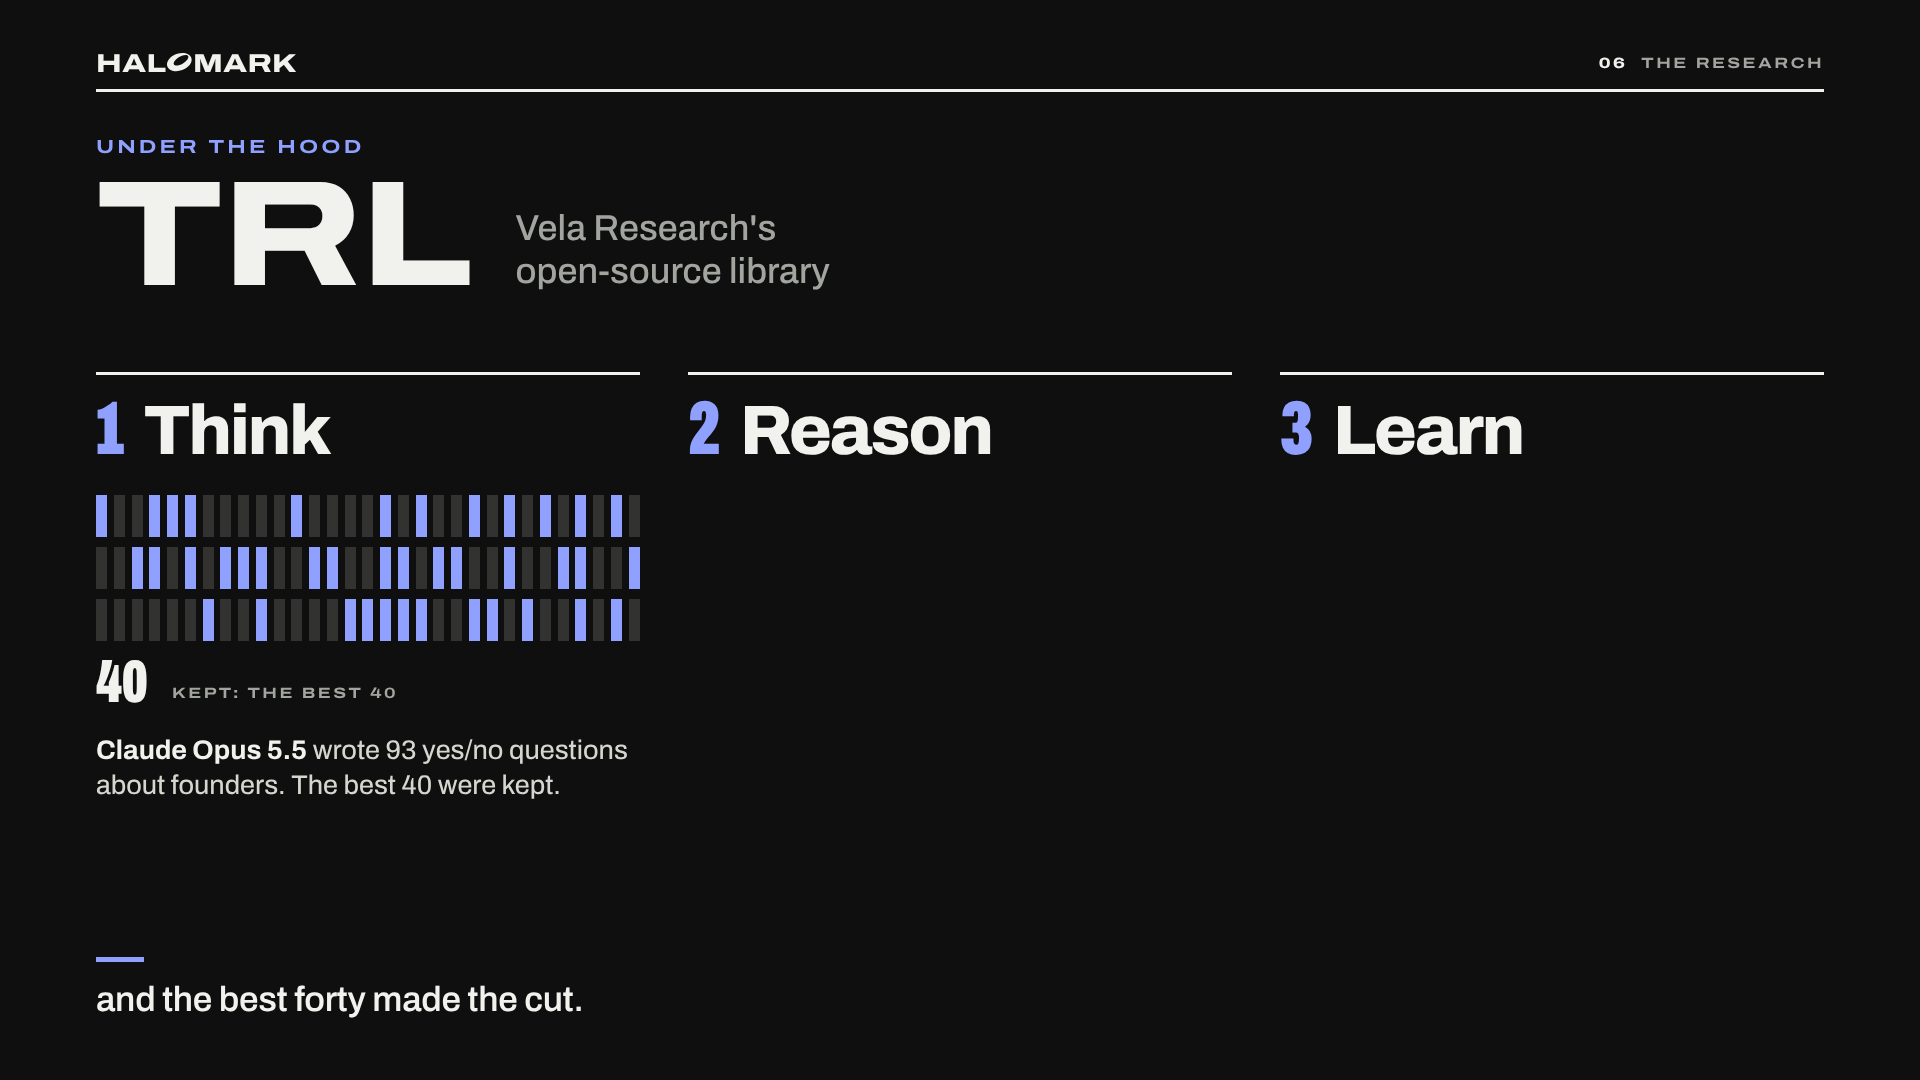 HALOMARK
06 THE RESEARCH
UNDER THE HOOD
TRL
Vela Research's
open-source library
1 Think
2 Reason
3 Learn
40 KEPT: THE BEST 40
Claude Opus 5.5 wrote 93 yes/no questions
about founders. The best 40 were kept.
and the best forty made the cut.